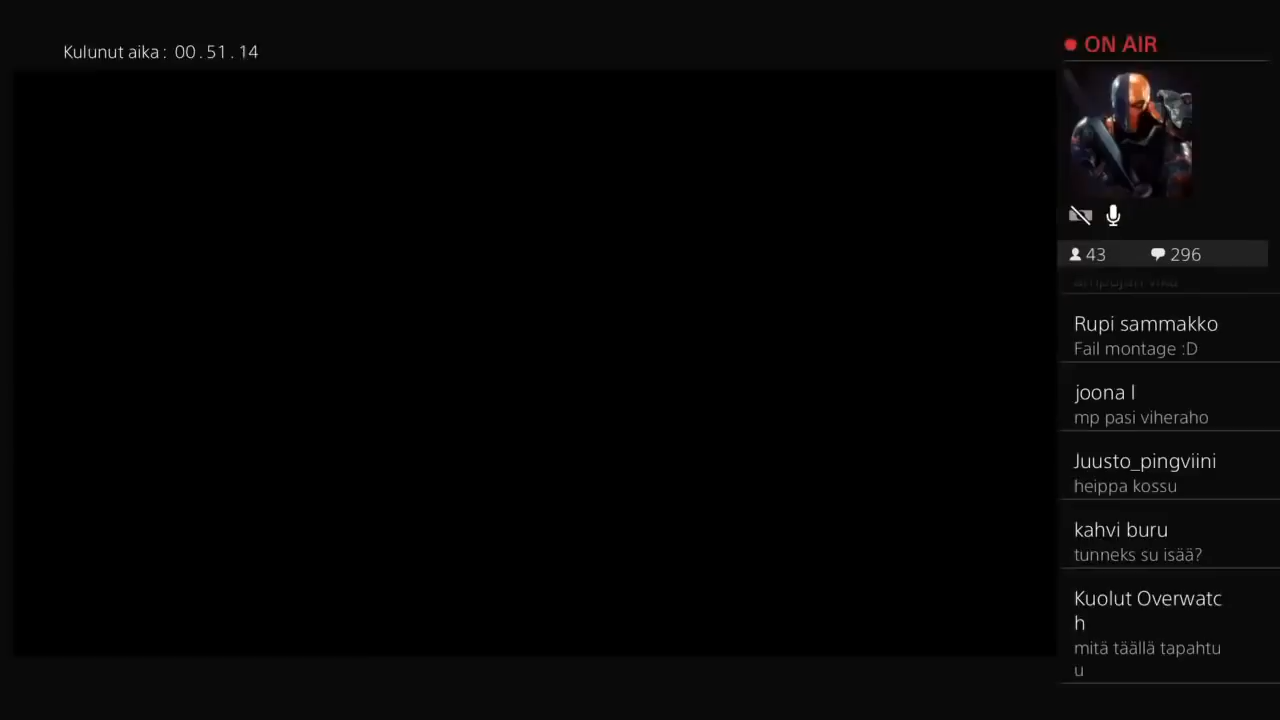 Kulunut aika : 00.51.14
ON AIR
43 296
Rupi sammakko
Fail montage :D
joona l
mp pasi viheraho
Juusto_pingviini
heippa kossu
kahvi buru
tunneks su isää?
Kuolut Overwatc
h
mitä täällä tapahtu
u